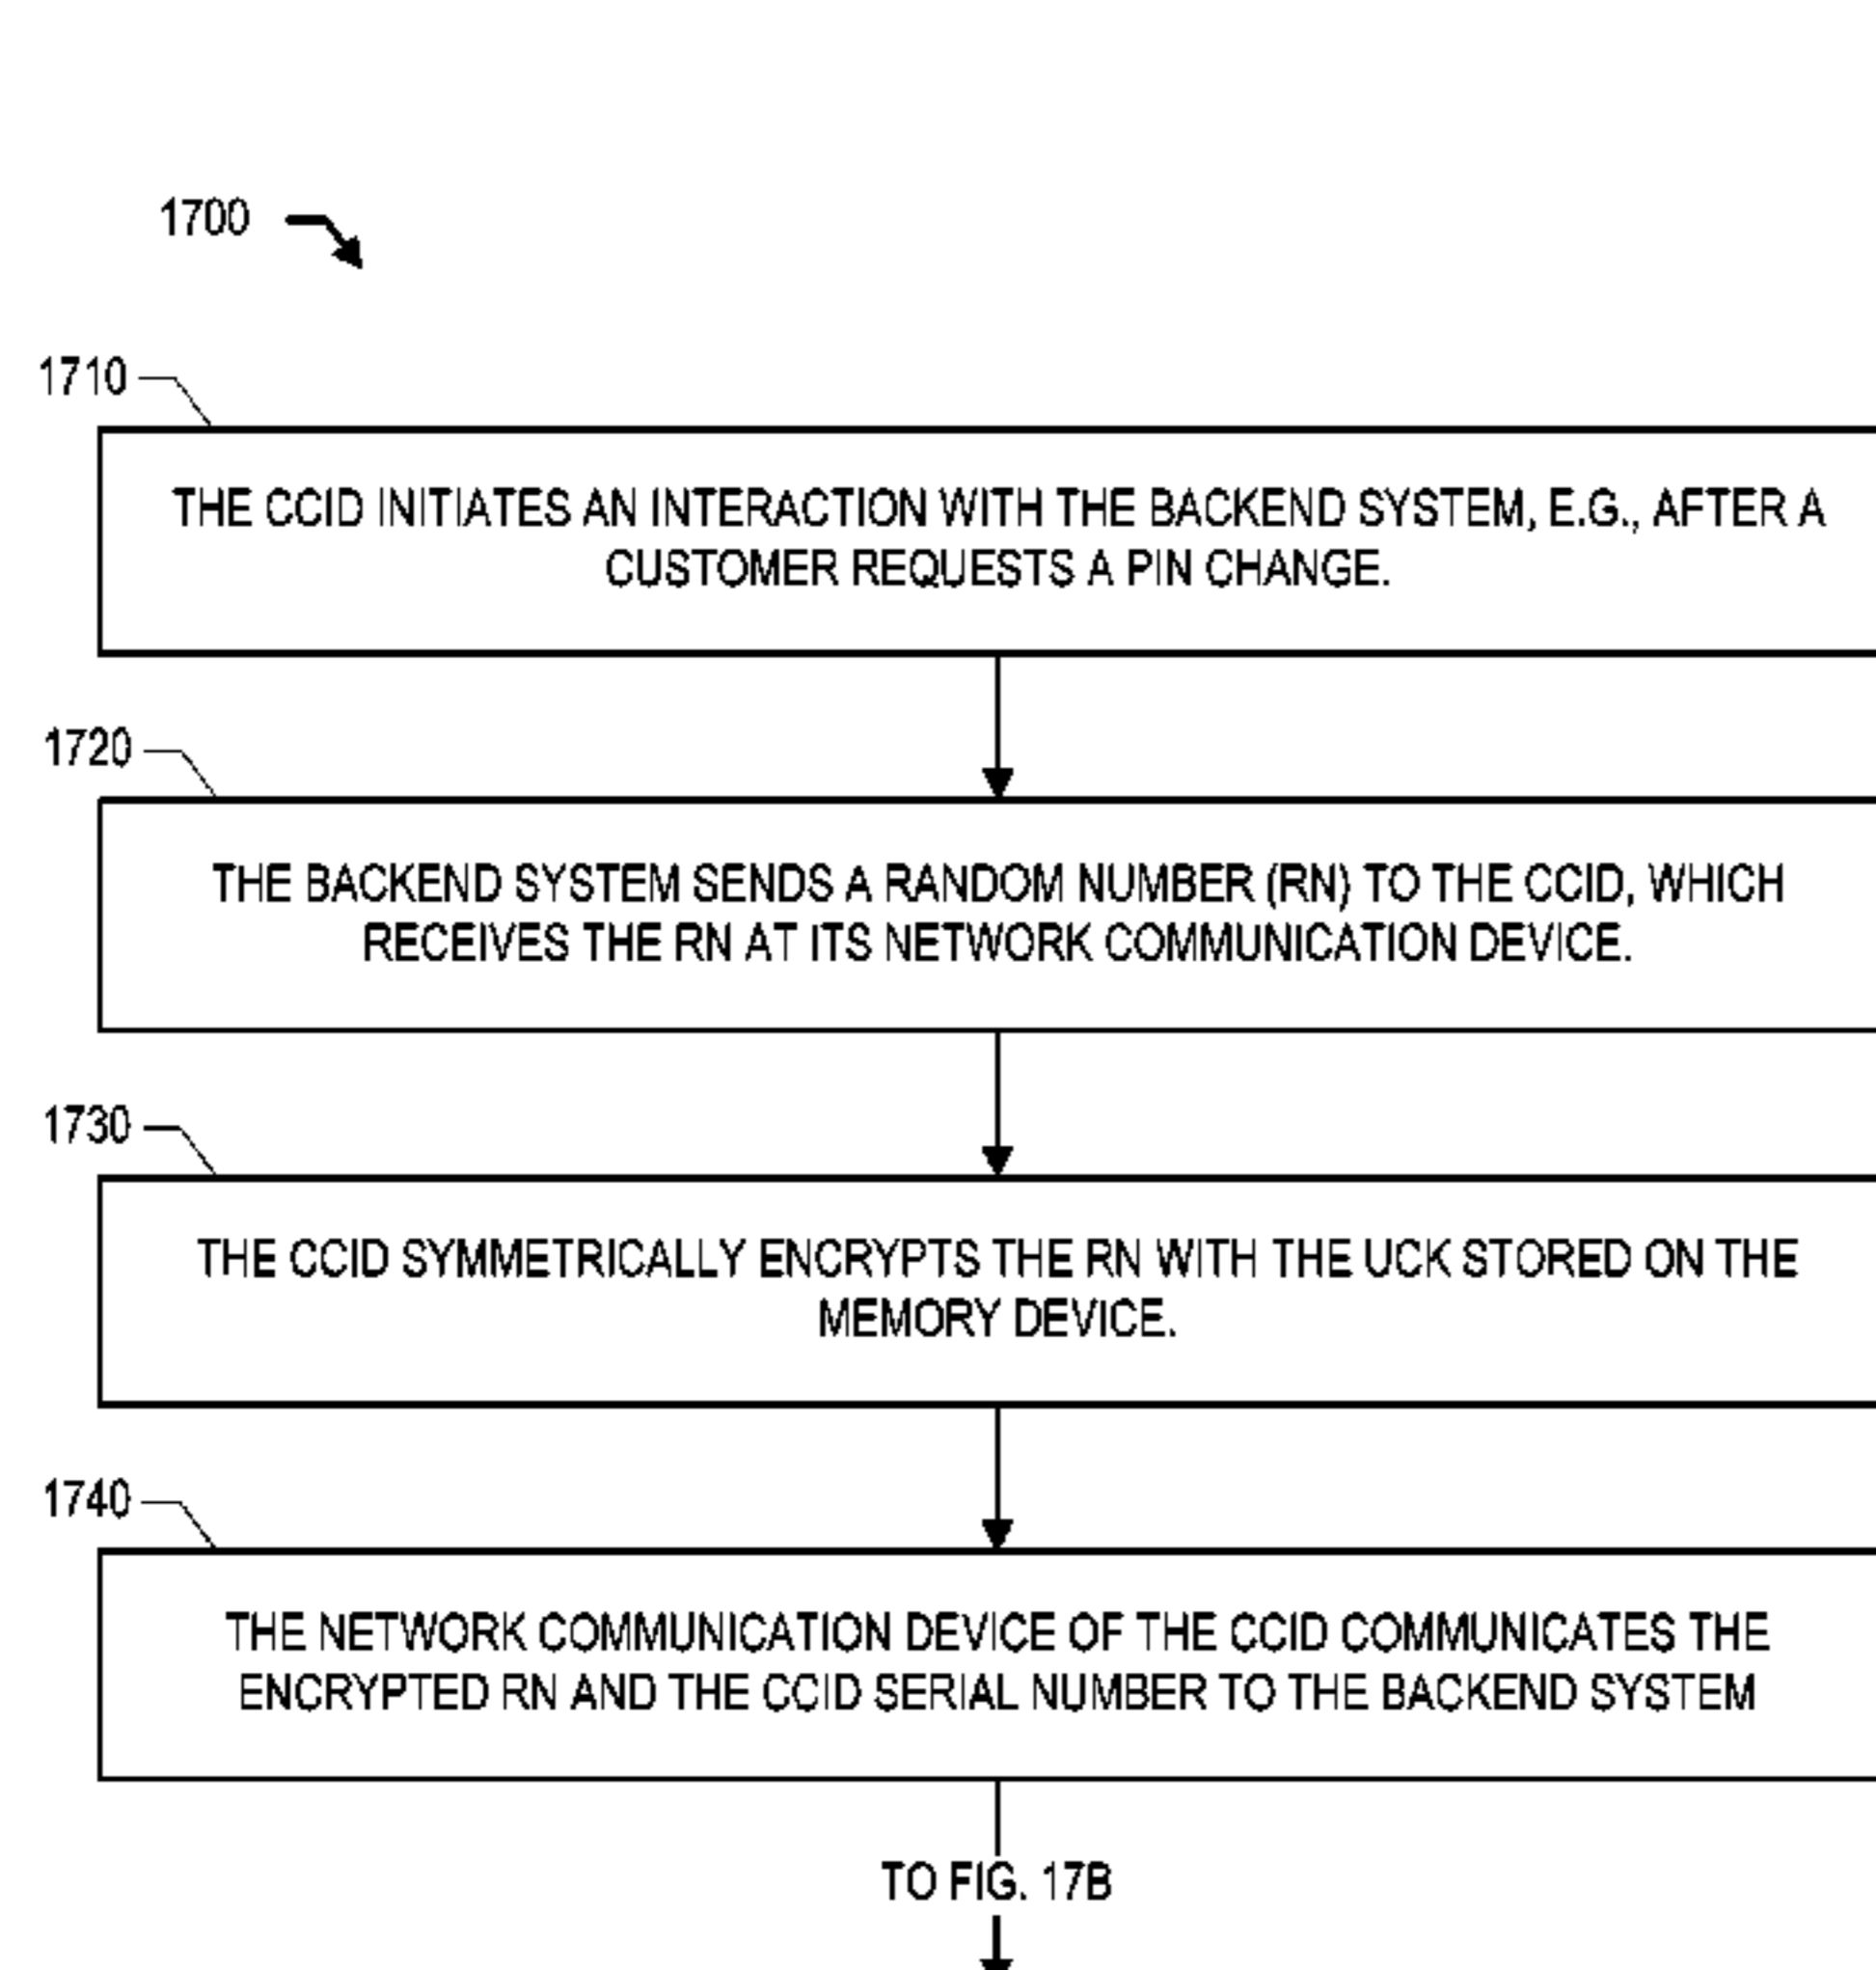 1700
1710
THE CCID INITIATES AN INTERACTION WITH THE BACKEND SYSTEM, E.G., AFTER A
CUSTOMER REQUESTS A PIN CHANGE.
1720
THE BACKEND SYSTEM SENDS A RANDOM NUMBER (RN) TO THE CCID, WHICH
RECEIVES THE RN AT ITS NETWORK COMMUNICATION DEVICE.
1730
THE CCID SYMMETRICALLY ENCRYPTS THE RN WITH THE UCK STORED ON THE
MEMORY DEVICE.
1740
THE NETWORK COMMUNICATION DEVICE OF THE CCID COMMUNICATES THE
ENCRYPTED RN AND THE CCID SERIAL NUMBER TO THE BACKEND SYSTEM
TO FIG. 17B